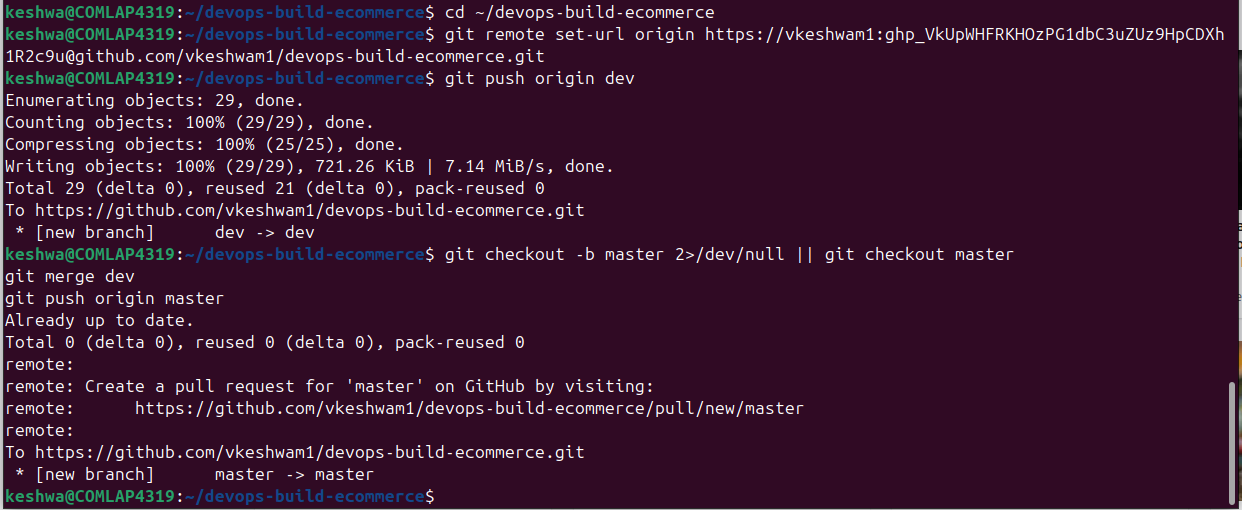 keshwa@COMLAP4319:~/devops-build-ecommerce$ cd ~/devops-build-ecommerce
keshwa@COMLAP4319:~/devops-build-ecommerce$ git remote set-url origin https://vkeshwam1:ghp_VkUpWHFRKHOzPG1dbC3uZUz9HpCDXh
1R2c9u@github.com/vkeshwam1/devops-build-ecommerce.git
keshwa@COMLAP4319:~/devops-build-ecommerce$ git push origin dev
Enumerating objects: 29, done.
Counting objects: 100% (29/29), done.
Compressing objects: 100% (25/25), done.
Writing objects: 100% (29/29), 721.26 KiB | 7.14 MiB/s, done.
Total 29 (delta 0), reused 21 (delta 0), pack-reused 0
To https://github.com/vkeshwam1/devops-build-ecommerce.git
 * [new branch]      dev -> dev
keshwa@COMLAP4319:~/devops-build-ecommerce$ git checkout -b master 2>/dev/null || git checkout master
git merge dev
git push origin master
Already up to date.
Total 0 (delta 0), reused 0 (delta 0), pack-reused 0
remote:
remote: Create a pull request for 'master' on GitHub by visiting:
remote:      https://github.com/vkeshwam1/devops-build-ecommerce/pull/new/master
remote:
To https://github.com/vkeshwam1/devops-build-ecommerce.git
 * [new branch]      master -> master
keshwa@COMLAP4319:~/devops-build-ecommerce$